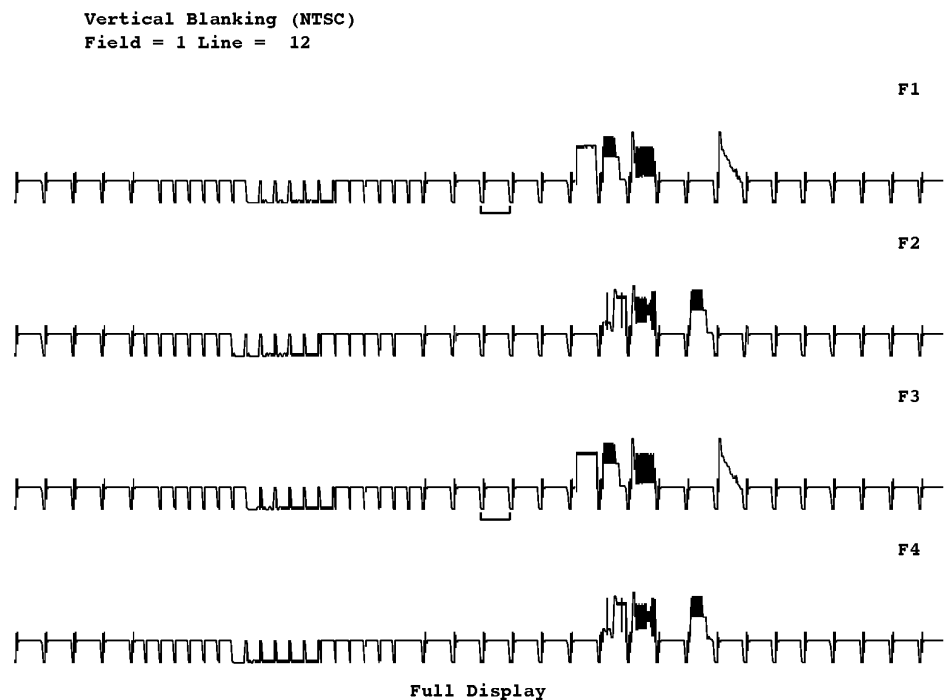 Vertical Blanking (NTSC)
Field = 1 Line =  12
F1
F2
F3
F4
Full Display